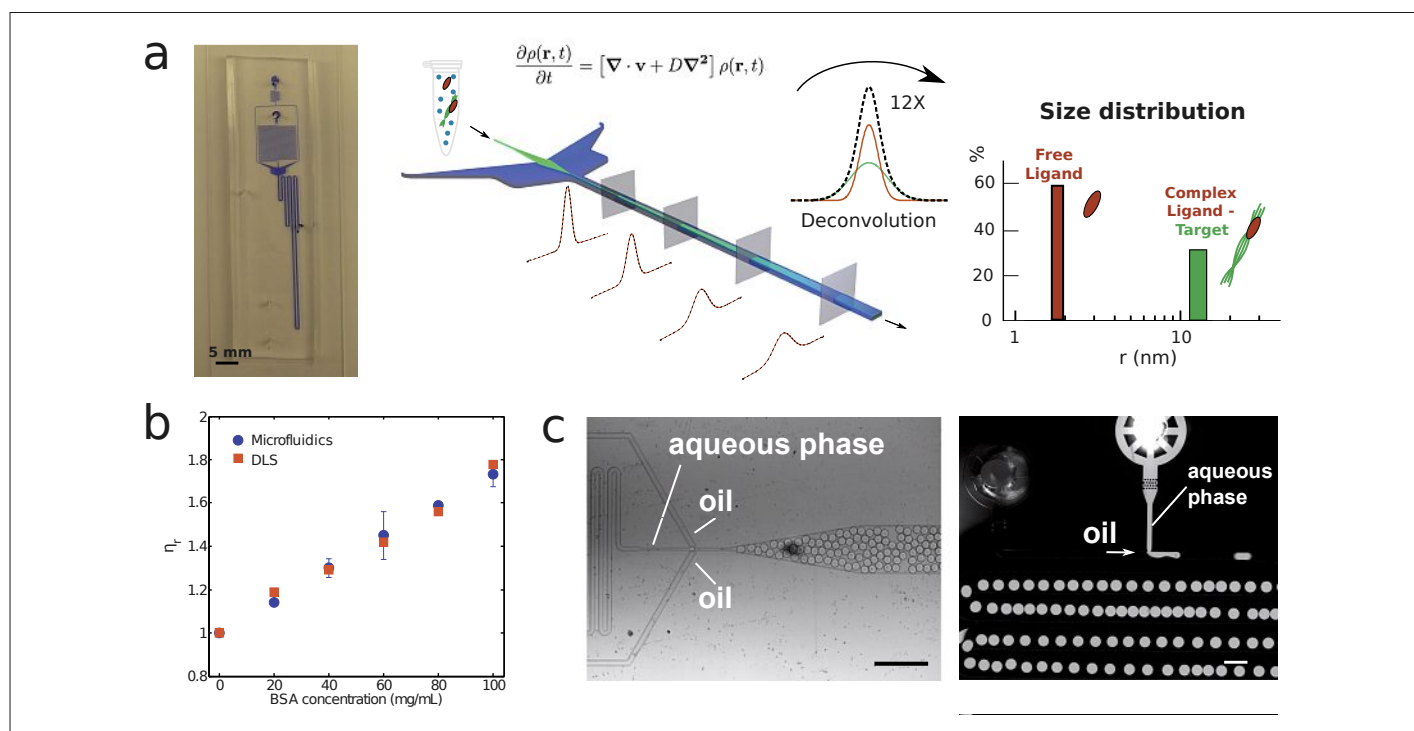 a
5 mm
∂ρ(r, t)/∂t = [∇ · v + D∇²] ρ(r, t)
12X
Deconvolution
Size distribution
%
60
40
20
0
Free
Ligand
Complex
Ligand -
Target
1
10
r (nm)
b
2
1.8
1.6
1.4
1.2
1
0.8
ηr
Microfluidics
DLS
0
20
40
60
80
100
BSA concentration (mg/mL)
c
aqueous phase
oil
oil
aqueous
phase
oil